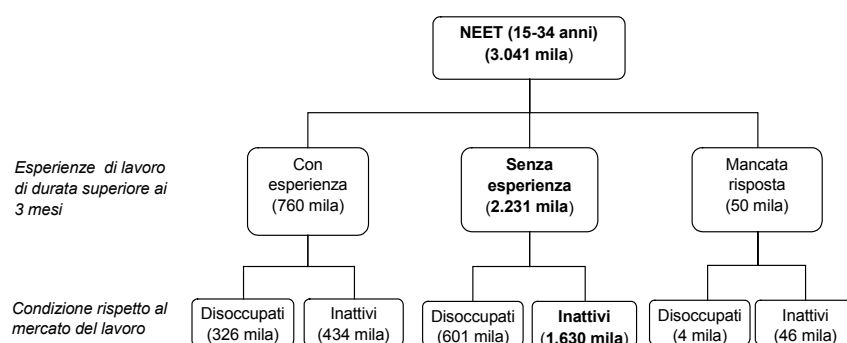 NEET (15-34 anni)
(3.041 mila)
Esperienze di lavoro
di durata superiore ai
3 mesi
Con
esperienza
(760 mila)
Senza
esperienza
(2.231 mila)
Mancata
risposta
(50 mila)
Condizione rispetto al
mercato del lavoro
Disoccupati
(326 mila)
Inattivi
(434 mila)
Disoccupati
(601 mila)
Inattivi
(1.630 mila)
Disoccupati
(4 mila)
Inattivi
(46 mila)